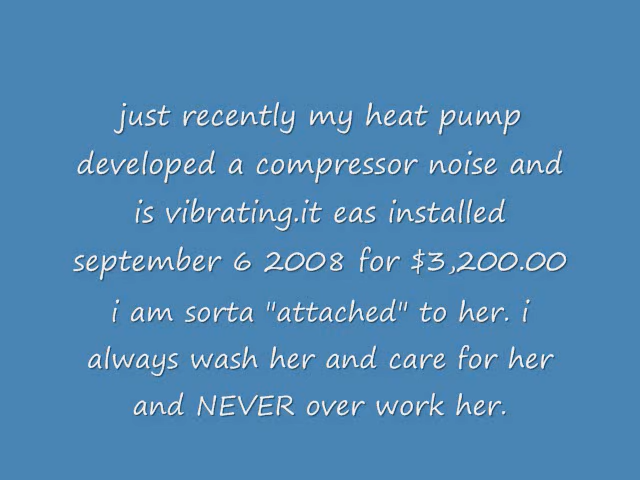 just recently my heat pump
developed a compressor noise and
is vibrating.it eas installed
september 6 2008 for $3,200.00
i am sorta "attached" to her. i
always wash her and care for her
and NEVER over work her.